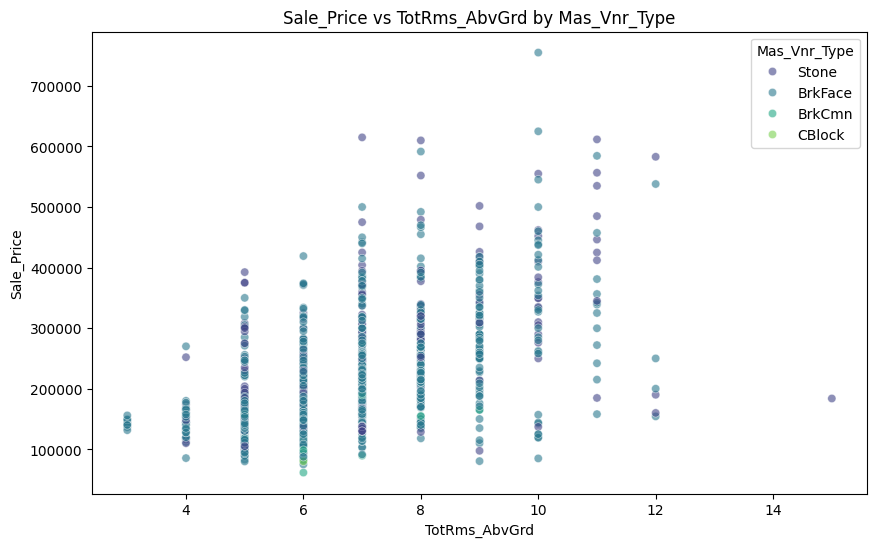 Sale_Price vs TotRms_AbvGrd by Mas_Vnr_Type
Mas_Vnr_Type
Stone
BrkFace
BrkCmn
CBlock
700000
600000
500000
400000
300000
200000
100000
Sale_Price
4
6
8
10
12
14
TotRms_AbvGrd